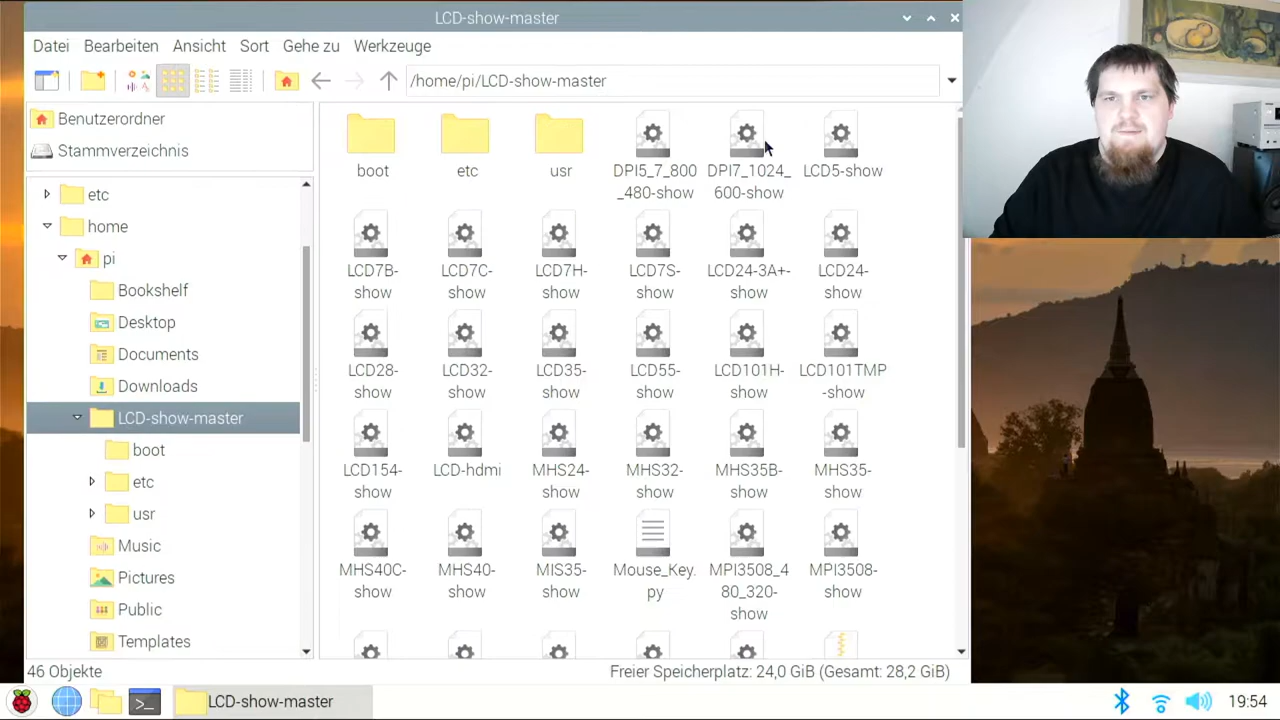 LCD-show-master
Datei Bearbeiten Ansicht Sort Gehe zu Werkzeuge
/home/pi/LCD-show-master
Benutzerordner
Stammverzeichnis
etc
home
pi
Bookshelf
Desktop
Documents
Downloads
LCD-show-master
boot
etc
usr
Music
Pictures
Public
Templates
boot etc usr DPI5_7_800 DPI7_1024_ LCD5-show
_480-show 600-show
LCD7B- LCD7C- LCD7H- LCD7S- LCD24-3A+- LCD24-
show show show show show show
LCD28- LCD32- LCD35- LCD55- LCD101H- LCD101TMP
show show show show show -show
LCD154- LCD-hdmi MHS24- MHS32- MHS35B- MHS35-
show show show show show
MHS40C- MHS40- MIS35- Mouse_Key. MPI3508_4 MPI3508-
show show show py 80_320- show
show
46 Objekte Freier Speicherplatz: 24,0 GiB (Gesamt: 28,2 GiB)
LCD-show-master 19:54